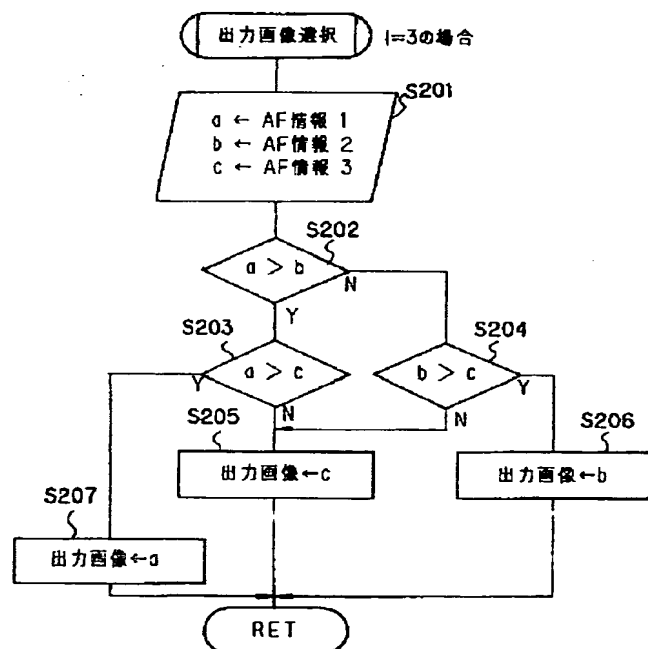 出力画像選択
I=3の場合
S201
a ← AF情報 1
b ← AF情報 2
c ← AF情報 3
S202
a > b
N
Y
S203
a > c
Y
N
S204
b > c
Y
N
S205
出力画像←c
S206
出力画像←b
S207
出力画像←a
RET